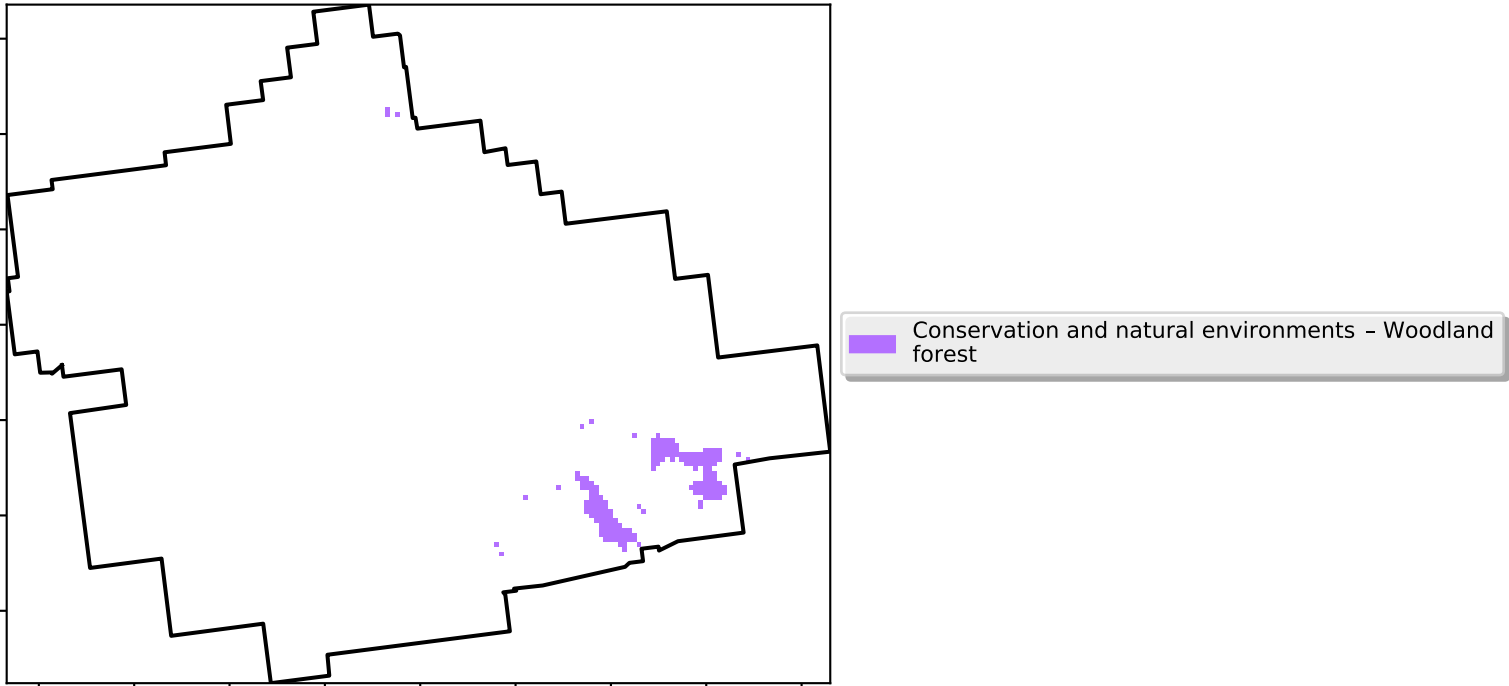 Conservation and natural environments – Woodland
forest